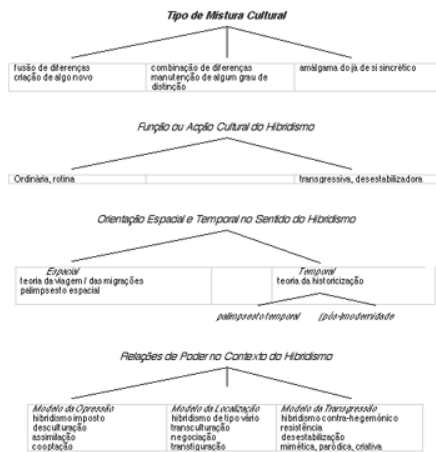 Tipo de Mistura Cultural
fusão de diferenças
criação de algo novo
combinação de diferenças
manutenção de algum grau de
distinção
amálgama do já de si sincrético
Função ou Acção Cultural do Hibridismo
Ordinária, rotina
transgressiva, desestabilizadora
Orientação Espacial e Temporal no Sentido do Hibridismo
Espacial
teoria da viagem / das migrações
palimpsesto espacial
Temporal
teoria da historicização
palimpsesto temporal
(pós-)modernidade
Relações de Poder no Contexto do Hibridismo
Modelo da Opressão
hibridismo imposto
desculturação
assimilação
cooptação
Modelo da Localização
hibridismo de tipo vário
transculturação
negociação
transfiguração
Modelo da Transgressão
hibridismo contra-hegemónico
resistência
desestabilização
mimética, paródica, criativa